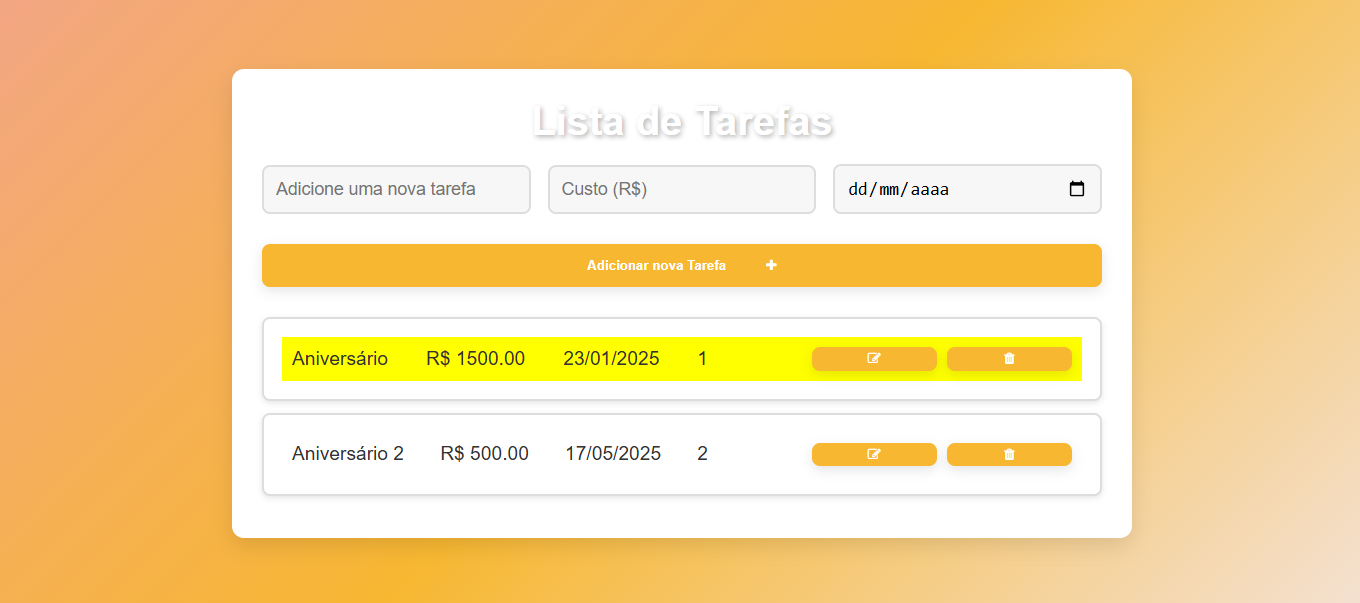 Lista de Tarefas
Adicione uma nova tarefa Custo (R$) dd/mm/aaaa
Adicionar nova Tarefa
Aniversário R$ 1500.00 23/01/2025 1
Aniversário 2 R$ 500.00 17/05/2025 2